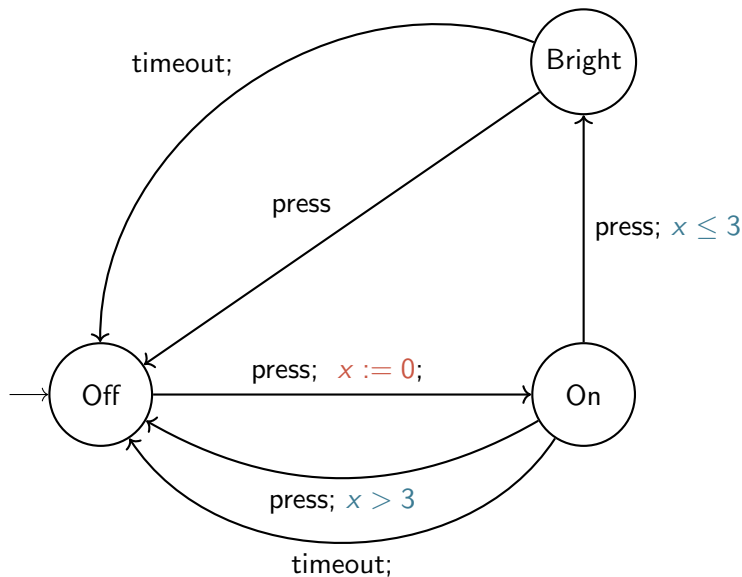 Bright
timeout;
press
press; x ≤ 3
press; x := 0;
Off
On
press; x > 3
timeout;